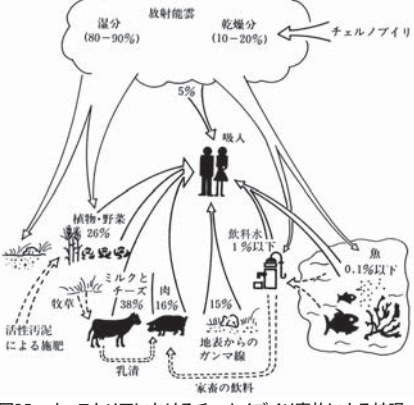 放射能雲
湿分
(80−90%)
乾燥分
(10−20%)
チェルノブイリ
5%
吸入
植物・野菜
26%
飲料水
1%以下
魚
0.1%以下
ミルクと
チーズ
38%
肉
16%
15%
牧草
活性汚泥
による施肥
地表からの
ガンマ線
乳清
家畜の飲料